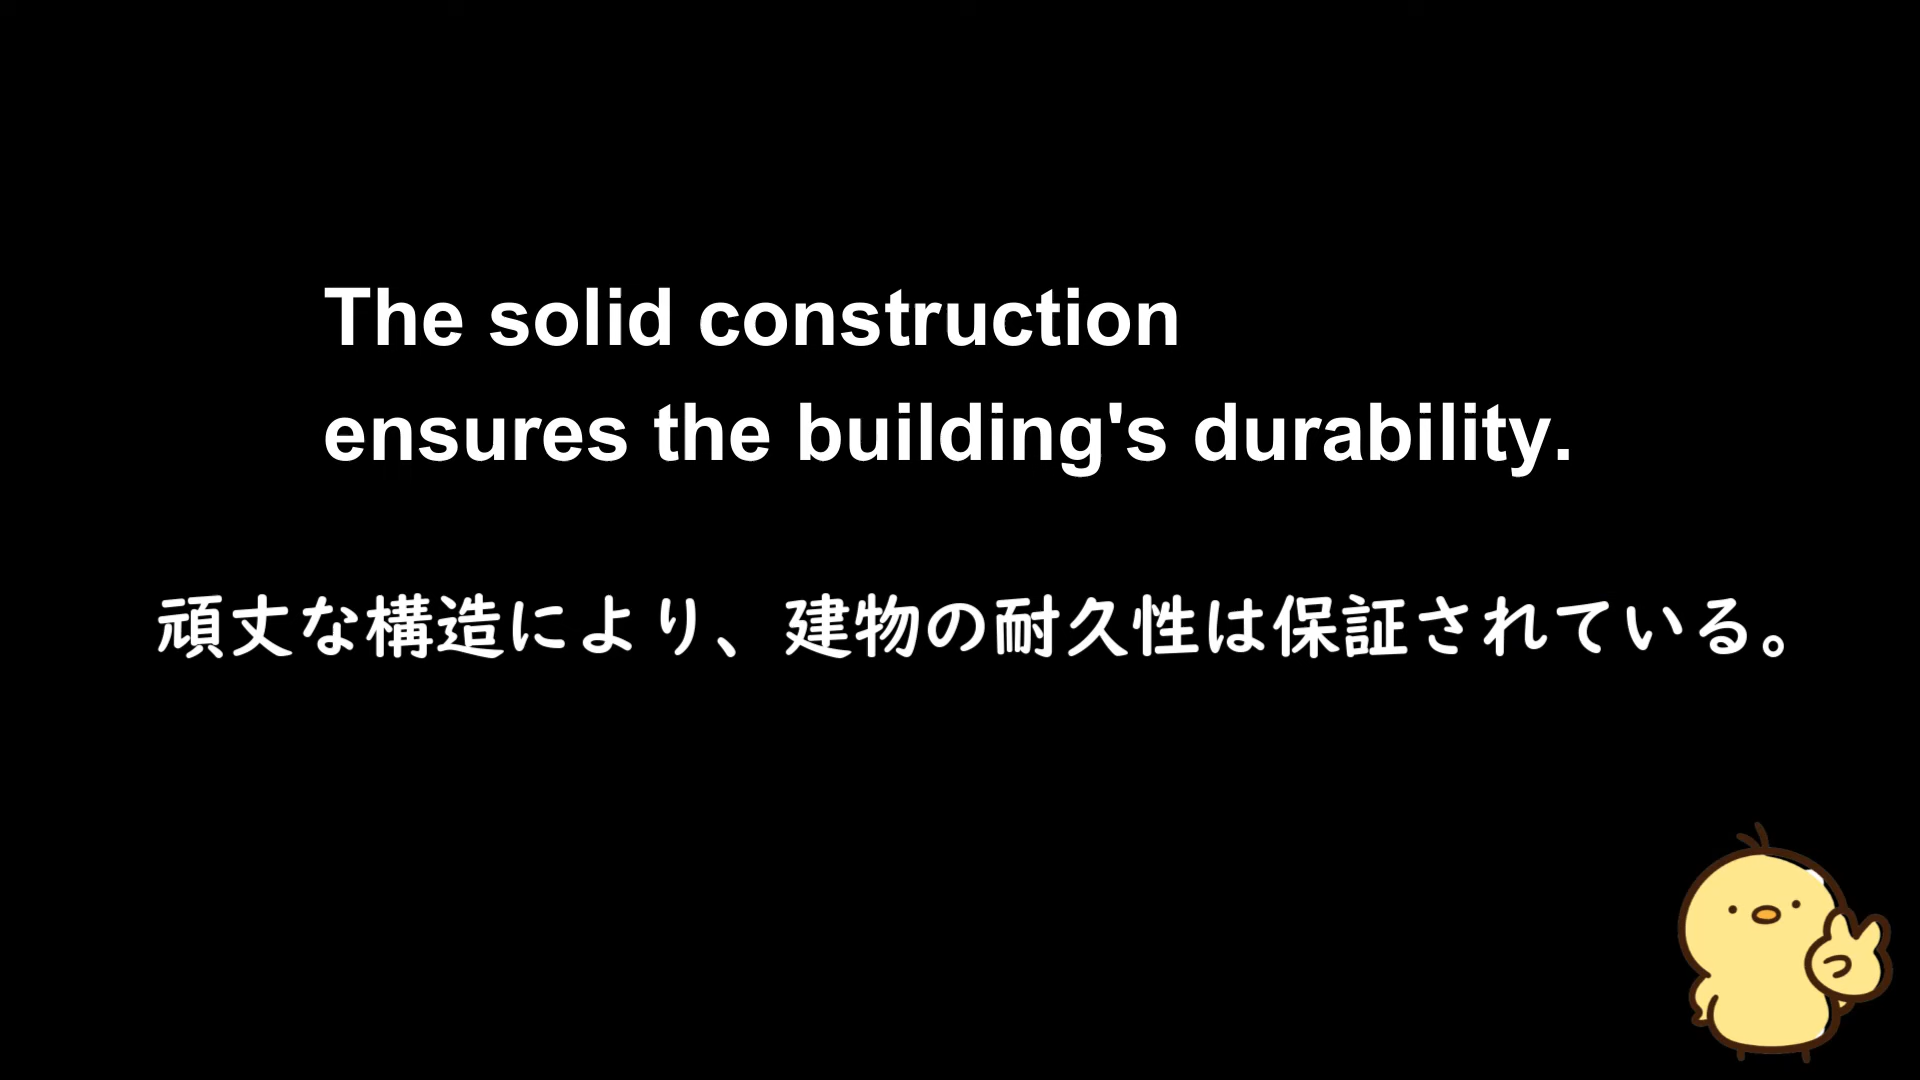 The solid construction
ensures the building's durability.
頑丈な構造により、建物の耐久性は保証されている。